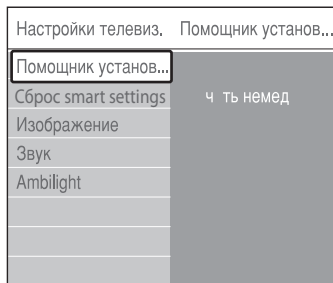 Настройки телевиз. Помощник установ...
Помощник установ...
Сброс smart settings ч ть немед
Изображение
Звук
Ambilight